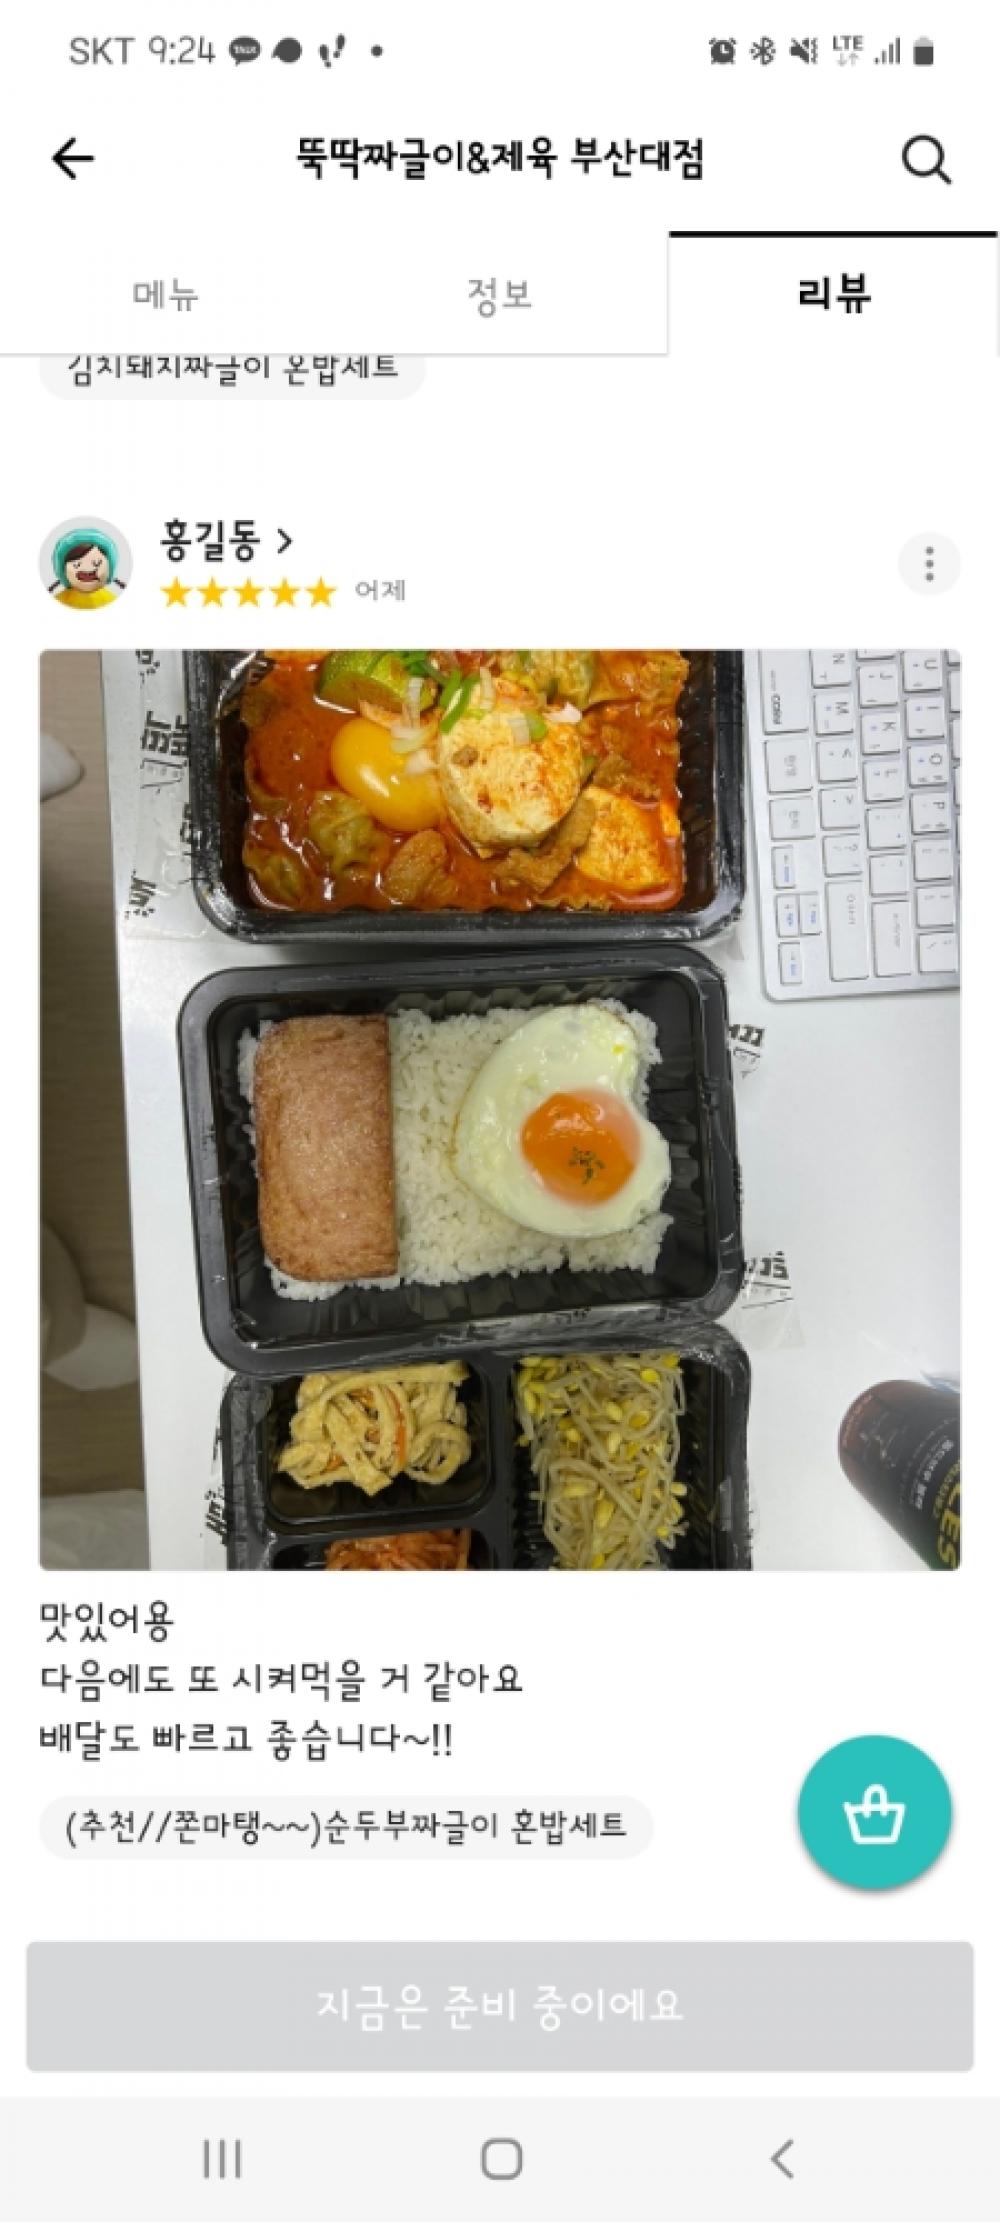 SKT 9:24
LTE
뚝딱짜글이&제육 부산대점
메뉴
정보
리뷰
김치돼지짜글이 혼밥세트
홍길동 >
어제
맛있어용
다음에도 또 시켜먹을 거 같아요
배달도 빠르고 좋습니다~!!
(추천//쫀마탱~~)순두부짜글이 혼밥세트
지금은 준비 중이에요